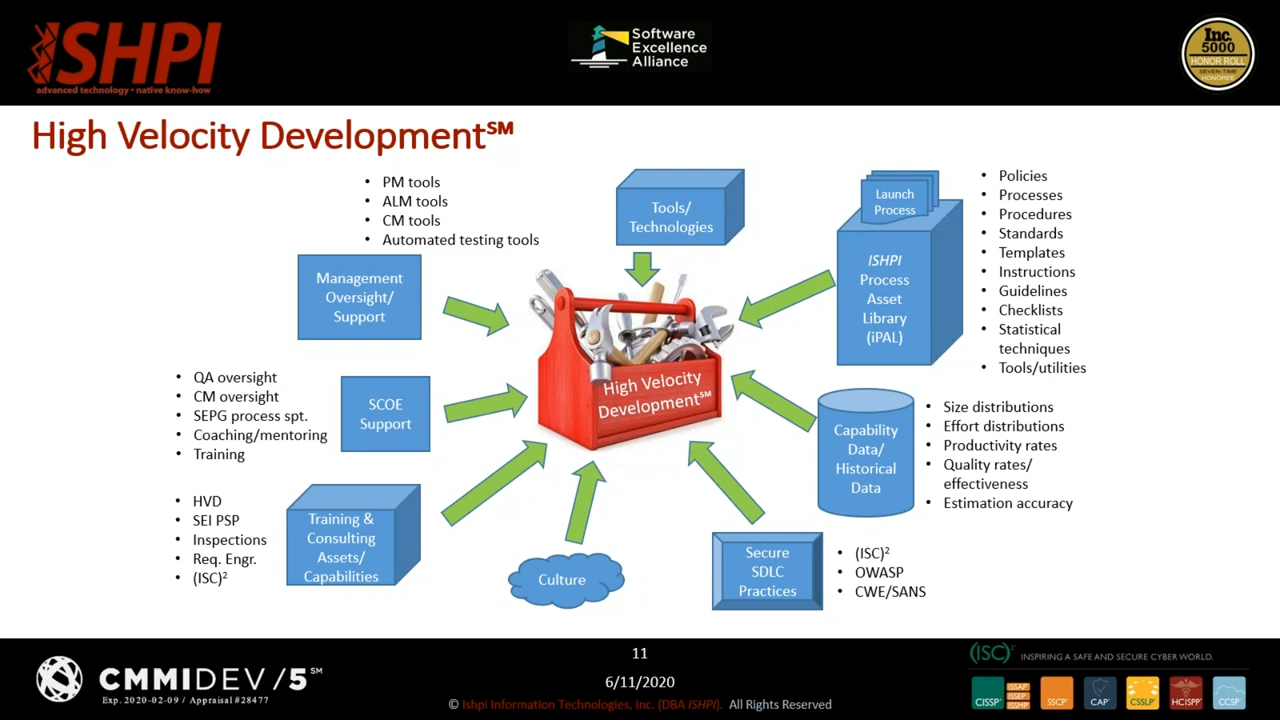 ISHPI
advanced technology • native know-how
Software
Excellence
Alliance
Inc.
5000
HONOR ROLL
SEVEN-TIME
HONOREE
High Velocity Development℠
• PM tools
• ALM tools
• CM tools
• Automated testing tools
Tools/
Technologies
Launch
Process
ISHPI
Process
Asset
Library
(iPAL)
• Policies
• Processes
• Procedures
• Standards
• Templates
• Instructions
• Guidelines
• Checklists
• Statistical
techniques
• Tools/utilities
Management
Oversight/
Support
High Velocity
Development℠
• QA oversight
• CM oversight
• SEPG process spt.
• Coaching/mentoring
• Training
SCOE
Support
Capability
Data/
Historical
Data
• Size distributions
• Effort distributions
• Productivity rates
• Quality rates/
effectiveness
• Estimation accuracy
• HVD
• SEI PSP
• Inspections
• Req. Engr.
• (ISC)²
Training &
Consulting
Assets/
Capabilities
Culture
Secure
SDLC
Practices
• (ISC)²
• OWASP
• CWE/SANS
CMMIDEV/5℠
Exp. 2020-02-09 / Appraisal #28477
11
6/11/2020
© Ishpi Information Technologies, Inc. (DBA ISHPI). All Rights Reserved
(ISC)² INSPIRING A SAFE AND SECURE CYBER WORLD.
CISSP
ISSAP
ISSEP
ISSMP
SSCP
CAP
CSSLP
HCISPP
CCSP